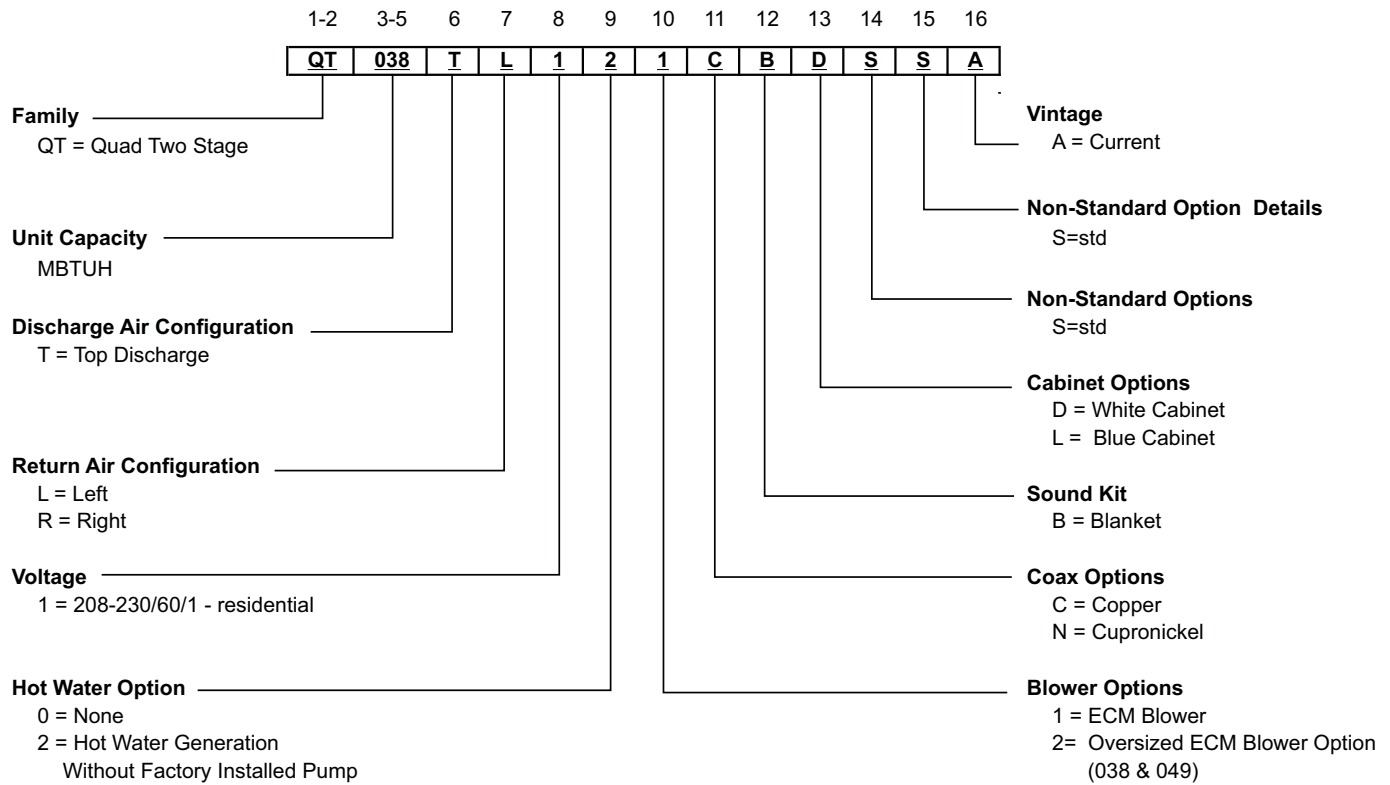 1-2 3-5 6 7 8 9 10 11 12 13 14 15 16
QT 038 T L 1 2 1 C B D S S A
Family
QT = Quad Two Stage
Unit Capacity
MBTUH
Discharge Air Configuration
T = Top Discharge
Return Air Configuration
L = Left
R = Right
Voltage
1 = 208-230/60/1 - residential
Hot Water Option
0 = None
2 = Hot Water Generation
Without Factory Installed Pump
Vintage
A = Current
Non-Standard Option Details
S=std
Non-Standard Options
S=std
Cabinet Options
D = White Cabinet
L = Blue Cabinet
Sound Kit
B = Blanket
Coax Options
C = Copper
N = Cupronickel
Blower Options
1 = ECM Blower
2= Oversized ECM Blower Option
(038 & 049)